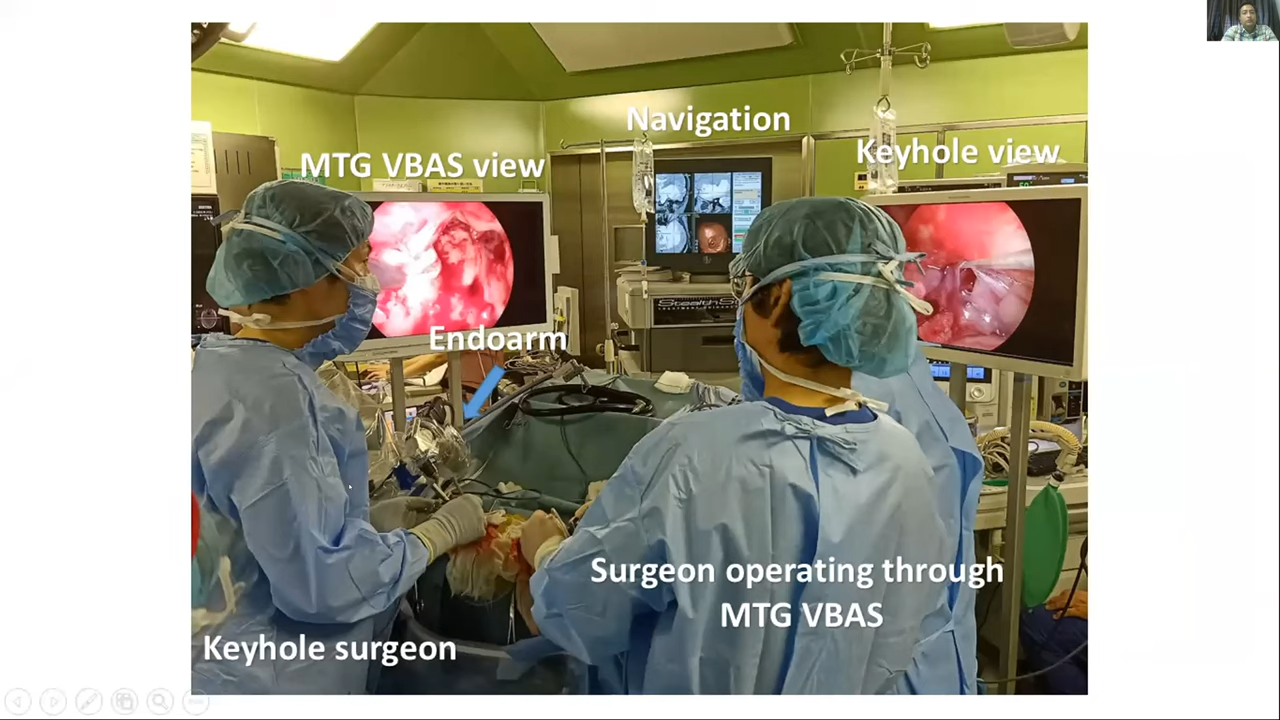 Navigation
MTG VBAS view
Keyhole view
Endoarm
Surgeon operating through
MTG VBAS
Keyhole surgeon